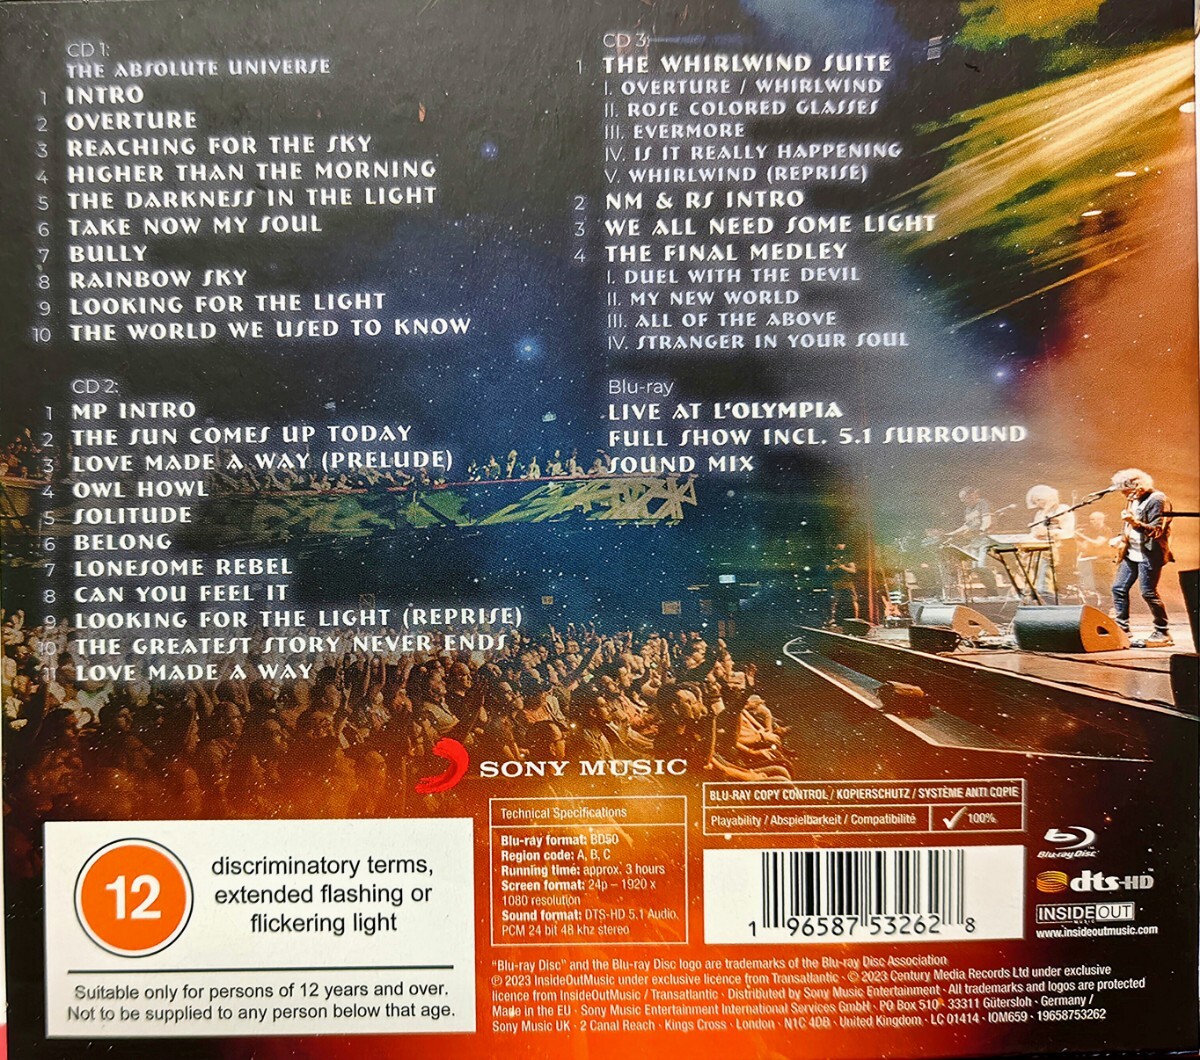 CD 1:
THE ABSOLUTE UNIVERSE
1 INTRO
2 OVERTURE
3 REACHING FOR THE SKY
4 HIGHER THAN THE MORNING
5 THE DARKNESS IN THE LIGHT
6 TAKE NOW MY SOUL
7 BULLY
8 RAINBOW SKY
9 LOOKING FOR THE LIGHT
10 THE WORLD WE USED TO KNOW
CD 2:
1 MP INTRO
2 THE SUN COMES UP TODAY
3 LOVE MADE A WAY (PRELUDE)
4 OWL HOWL
5 SOLITUDE
6 BELONG
7 LONESOME REBEL
8 CAN YOU FEEL IT
9 LOOKING FOR THE LIGHT (REPRISE)
10 THE GREATEST STORY NEVER ENDS
11 LOVE MADE A WAY
CD 3:
1 THE WHIRLWIND SUITE
I. OVERTURE / WHIRLWIND
II. ROSE COLORED GLASSES
III. EVERMORE
IV. IS IT REALLY HAPPENING
V. WHIRLWIND (REPRISE)
2 NM & RS INTRO
3 WE ALL NEED SOME LIGHT
4 THE FINAL MEDLEY
I. DUEL WITH THE DEVIL
II. MY NEW WORLD
III. ALL OF THE ABOVE
IV. STRANGER IN YOUR SOUL
Blu-ray
LIVE AT L'OLYMPIA
FULL SHOW INCL. 5.1 SURROUND
SOUND MIX
SONY MUSIC
12
discriminatory terms,
extended flashing or
flickering light
Suitable only for persons of 12 years and over.
Not to be supplied to any person below that age.
Technical Specifications
Blu-ray format: BD50
Region code: A, B, C
Running time: approx. 3 hours
Screen format: 24p - 1920 x
1080 resolution
Sound format: DTS-HD 5.1 Audio,
PCM 24 bit 48 khz stereo
BLU-RAY COPY CONTROL / KOPIERSCHUTZ / SYSTÈME ANTI COPIE
Playability / Abspielbarkeit / Compatibilité ✓100%
1 96587 53262 8
Blu-ray Disc
dts-HD
INSIDEOUT
MUSIC
www.insideoutmusic.com
"Blu-ray Disc" and the Blu-ray Disc logo are trademarks of the Blu-ray Disc Association
℗ 2023 InsideOutMusic under exclusive licence from Transatlantic · © 2023 Century Media Records Ltd under exclusive
licence from InsideOutMusic / Transatlantic · Distributed by Sony Music Entertainment · All trademarks and logos are protected
Made in the EU · Sony Music Entertainment International Services GmbH · PO Box 510 · 33311 Gütersloh · Germany /
Sony Music UK · 2 Canal Reach · Kings Cross · London · N1C 4DB · United Kingdom · LC 01414 · IOM659 · 19658753262